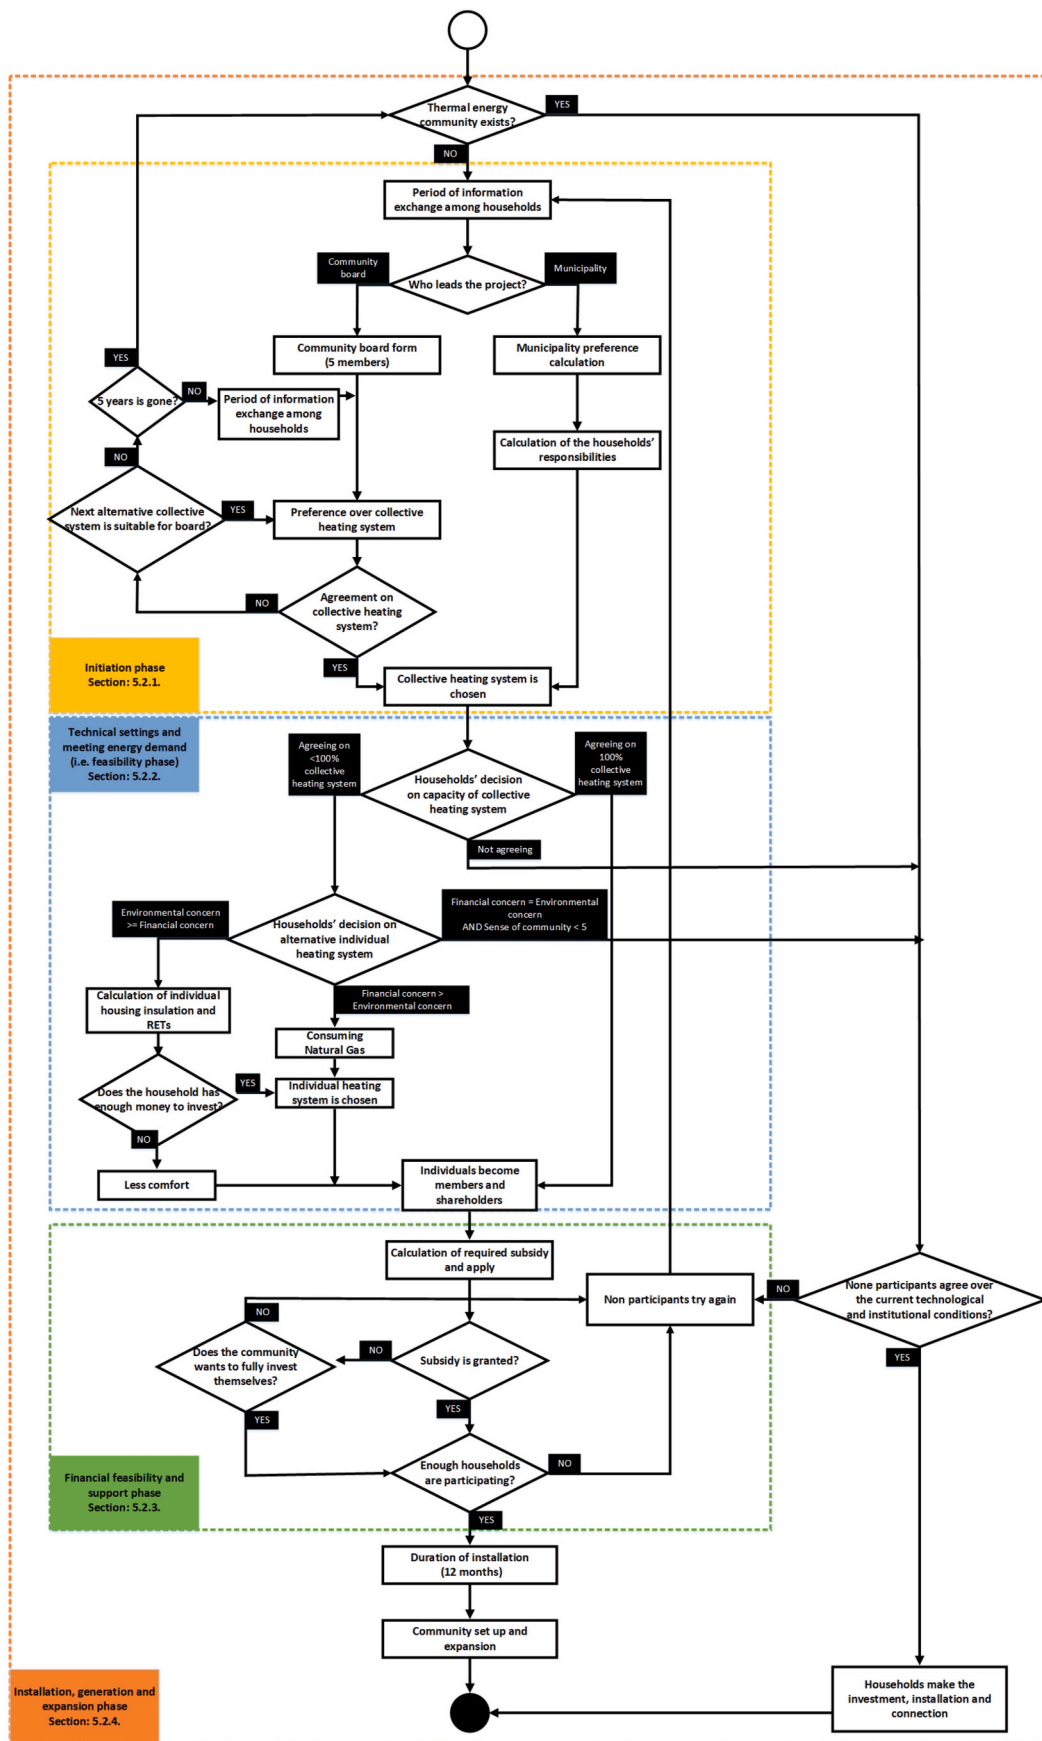 Thermal energy
community exists?
YES
NO
Period of information
exchange among households
Community
board
Municipality
Who leads the project?
Community board form
(5 members)
Municipality preference
calculation
YES
5 years is gone?
NO
Period of information
exchange among
households
Calculation of the households'
responsibilities
NO
Next alternative collective
system is suitable for board?
YES
Preference over collective
heating system
Agreement on
collective heating
system?
NO
YES
Collective heating system is
chosen
Initiation phase
Section: 5.2.1.
Technical settings and
meeting energy demand
(i.e. feasibility phase)
Section: 5.2.2.
Agreeing on
<100%
collective
heating system
Agreeing on
100%
collective
heating system
Households' decision
on capacity of collective
heating system
Not agreeing
Environmental concern
>= Financial concern
Households' decision on
alternative individual
heating system
Financial concern = Environmental
concern
AND Sense of community < 5
Calculation of individual
housing insulation and
RETs
Financial concern >
Environmental concern
Consuming
Natural Gas
Does the household has
enough money to invest?
YES
Individual heating
system is chosen
NO
Less comfort
Individuals become
members and
shareholders
Calculation of required subsidy
and apply
Non participants try again
NO
None participants agree over
the current technological
and institutional conditions?
NO
Does the community
wants to fully invest
themselves?
NO
Subsidy is granted?
YES
YES
YES
Enough households
are participating?
NO
Financial feasibility and
support phase
Section: 5.2.3.
YES
Duration of installation
(12 months)
Community set up and
expansion
Installation, generation and
expansion phase
Section: 5.2.4.
Households make the
investment, installation and
connection